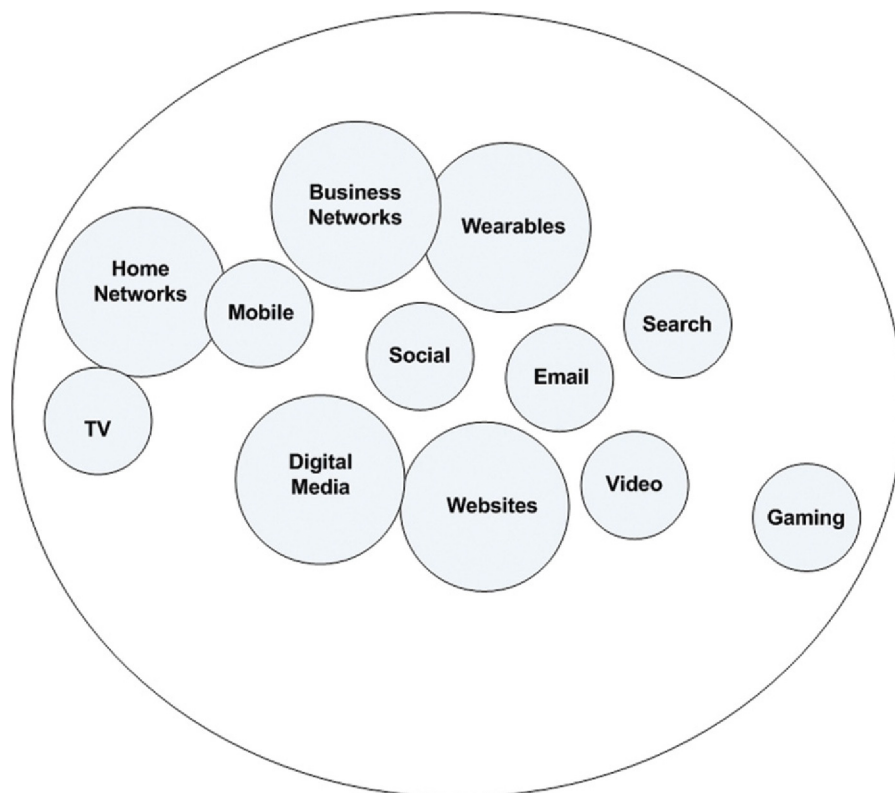 Business
Networks
Wearables
Home
Networks
Mobile
Search
Social
Email
TV
Digital
Media
Websites
Video
Gaming